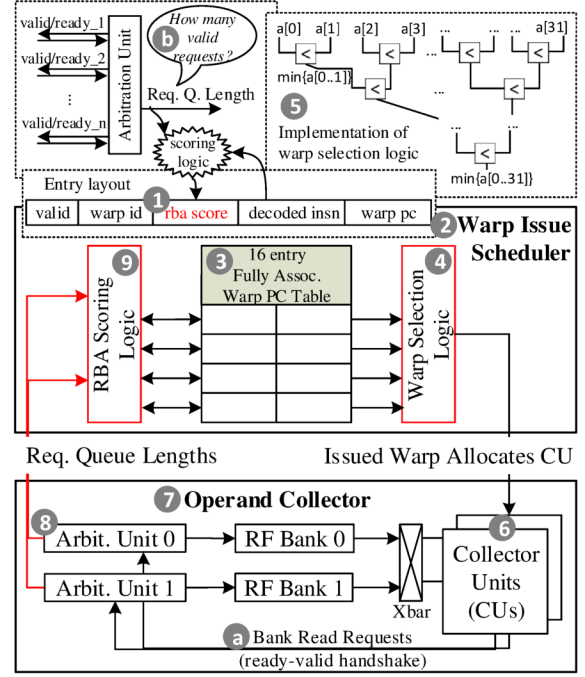 valid/ready_1
valid/ready_2
...
valid/ready_n
Arbitration Unit
b
How many
valid
requests?
Req. Q. Length
scoring
logic
a[0] a[1] a[2] a[3] ... ... ... a[31]
< < < <
min{a[0..1]}
< <
5
Implementation of
warp selection logic
... ...
<
min{a[0..31]}
Entry layout
1
valid warp id rba score decoded insn warp pc
2 Warp Issue
Scheduler
9
RBA Scoring
Logic
3
16 entry
Fully Assoc.
Warp PC Table
4
Warp Selection
Logic
Req. Queue Lengths
Issued Warp Allocates CU
7 Operand Collector
8
Arbit. Unit 0
RF Bank 0
Arbit. Unit 1
RF Bank 1
Xbar
6
Collector
Units
(CUs)
a Bank Read Requests
(ready-valid handshake)